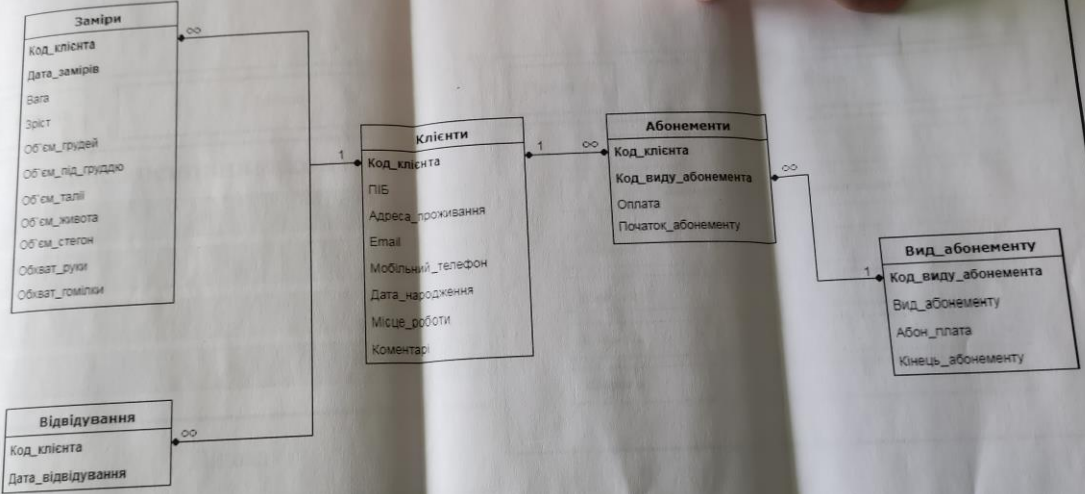 Заміри
Код_клієнта
Дата_замірів
Вага
Зріст
Об`єм_грудей
Об`єм_під_груддю
Об`єм_талії
Об`єм_живота
Об`єм_стегон
Обхват_руки
Обхват_гомілки
∞
1
Клієнти
Код_клієнта
ПІБ
Адреса_проживання
Email
Мобільний_телефон
Дата_народження
Місце_роботи
Коментарі
1
∞
Абонементи
Код_клієнта
Код_виду_абонемента
Оплата
Початок_абонементу
∞
1
Вид_абонементу
Код_виду_абонемента
Вид_абонементу
Абон_плата
Кінець_абонементу
Відвідування
Код_клієнта
Дата_відвідування
∞